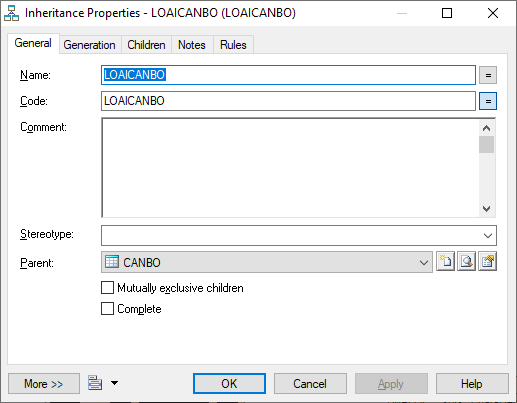 Inheritance Properties - LOAICANBO (LOAICANBO)
General Generation Children Notes Rules
Name: LOAICANBO =
Code: LOAICANBO =
Comment:
Stereotype:
Parent: CANBO
Mutually exclusive children
Complete
More >> OK Cancel Apply Help